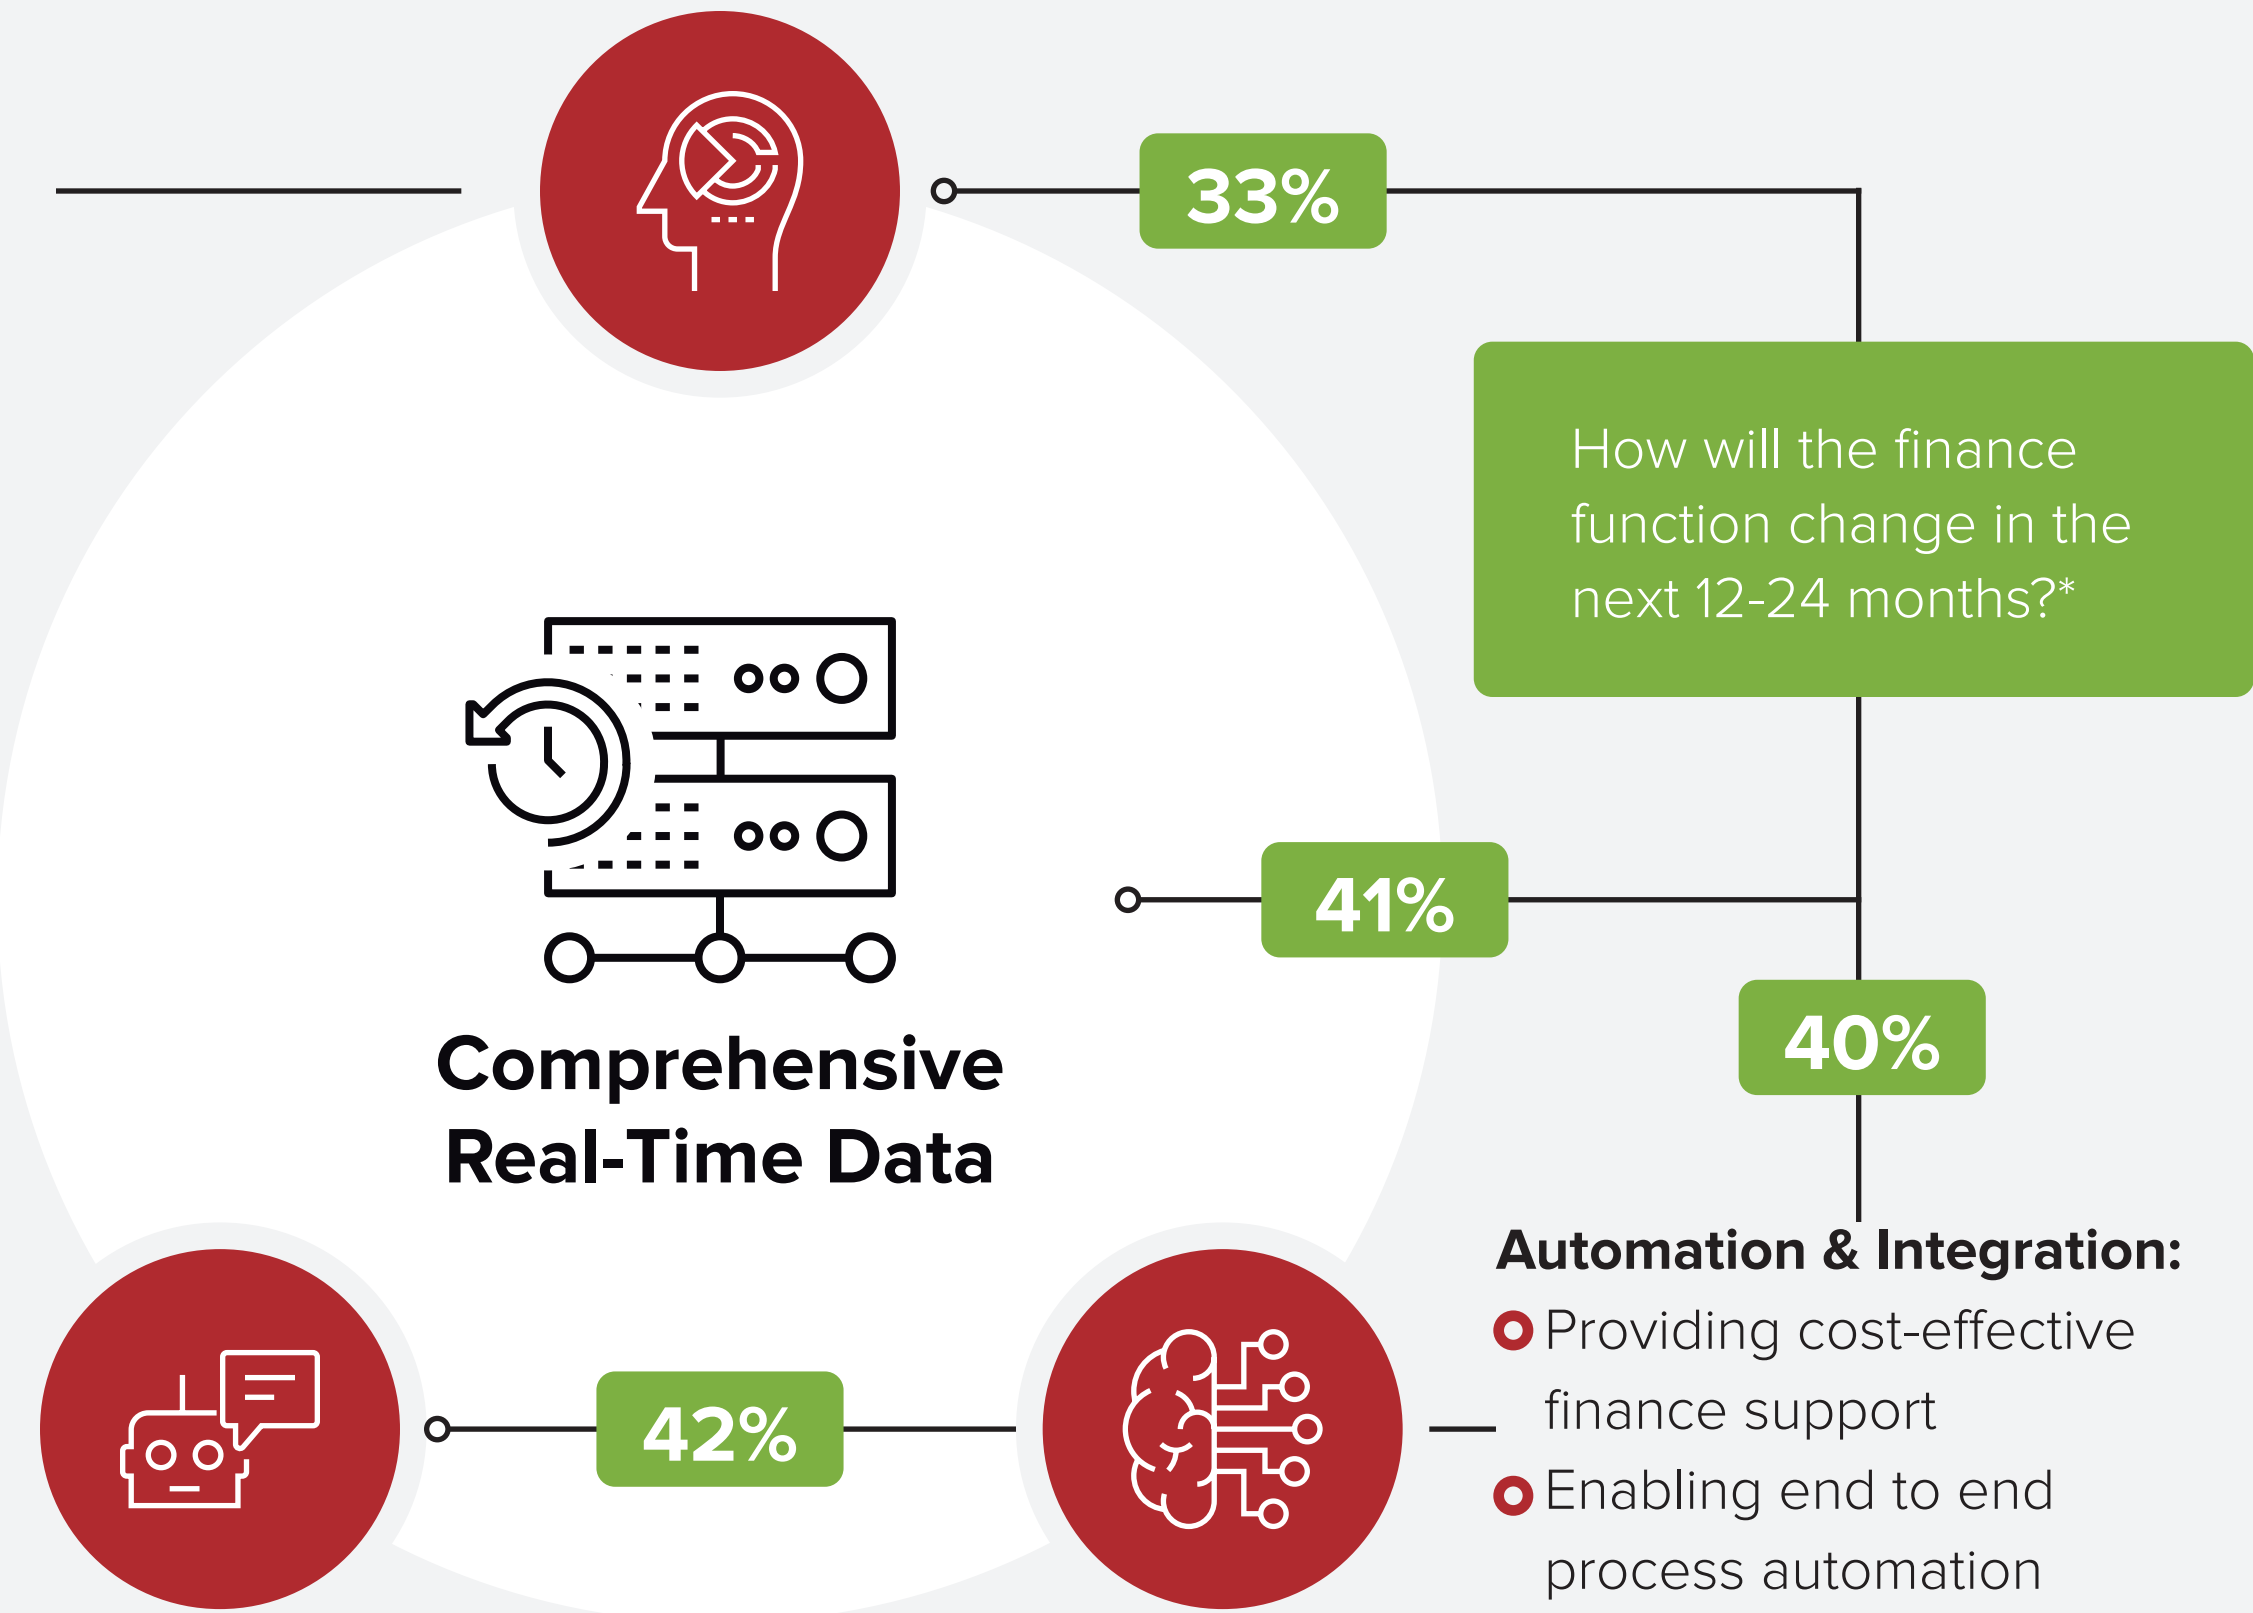 33%
How will the finance
function change in the
next 12-24 months?*
41%
40%
Comprehensive
Real-Time Data
42%
Automation & Integration:
Providing cost-effective
finance support
Enabling end to end
process automation